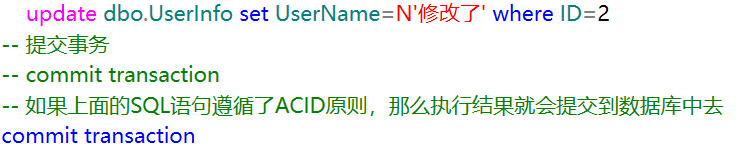 update dbo.UserInfo set UserName=N'修改了' where ID=2
-- 提交事务
-- commit transaction
-- 如果上面的SQL语句遵循了ACID原则，那么执行结果就会提交到数据库中去
commit transaction